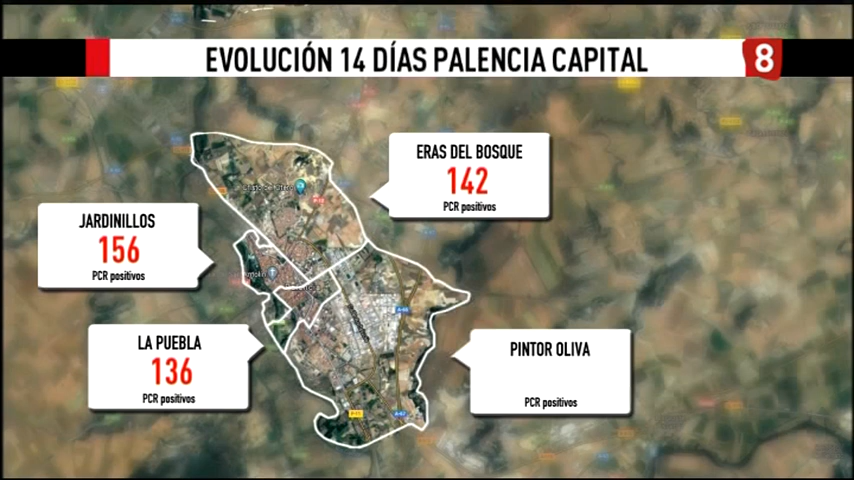 EVOLUCIÓN 14 DÍAS PALENCIA CAPITAL
8
ERAS DEL BOSQUE
142
PCR positivos
JARDINILLOS
156
PCR positivos
LA PUEBLA
136
PCR positivos
PINTOR OLIVA
PCR positivos